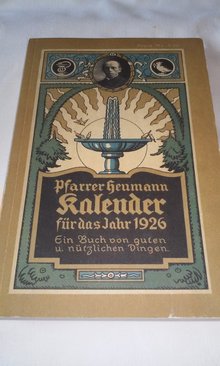 Pfarrer Heumann
Kalender
für das Jahr 1926
Ein Buch von guten
u. nützlichen Dingen.